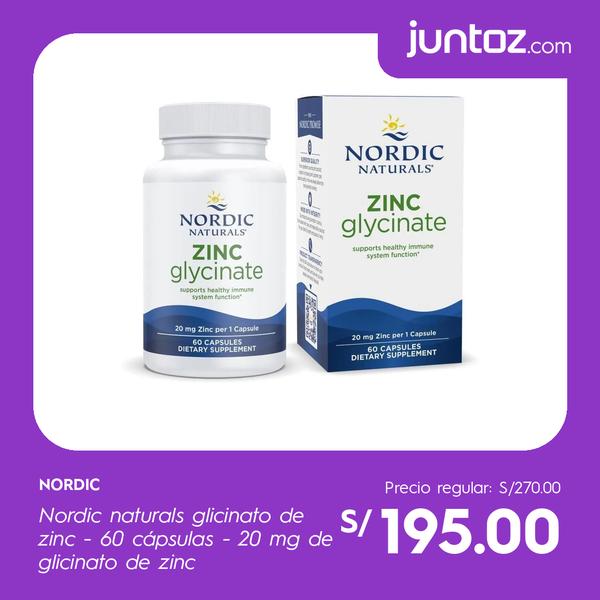 juntoz.com
NORDIC
NATURALS®
ZINC
glycinate
supports healthy immune
system function*
20 mg Zinc per 1 Capsule
60 CAPSULES
DIETARY SUPPLEMENT
NORDIC
NATURALS®
ZINC
glycinate
supports healthy immune
system function*
20 mg Zinc per 1 Capsule
60 CAPSULES
DIETARY SUPPLEMENT
NORDIC
Nordic naturals glicinato de
zinc - 60 cápsulas - 20 mg de
glicinato de zinc
Precio regular: S/270.00
S/195.00